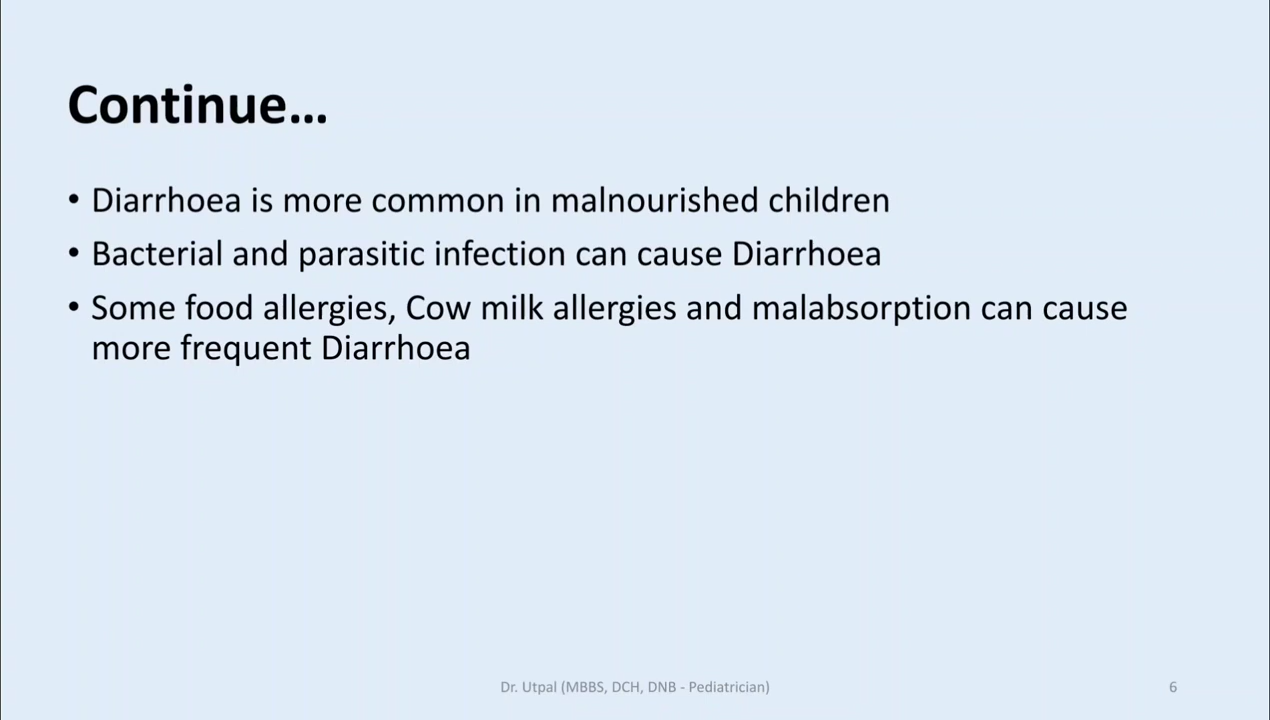 Continue...
• Diarrhoea is more common in malnourished children
• Bacterial and parasitic infection can cause Diarrhoea
• Some food allergies, Cow milk allergies and malabsorption can cause
more frequent Diarrhoea
Dr. Utpal (MBBS, DCH, DNB - Pediatrician)
6